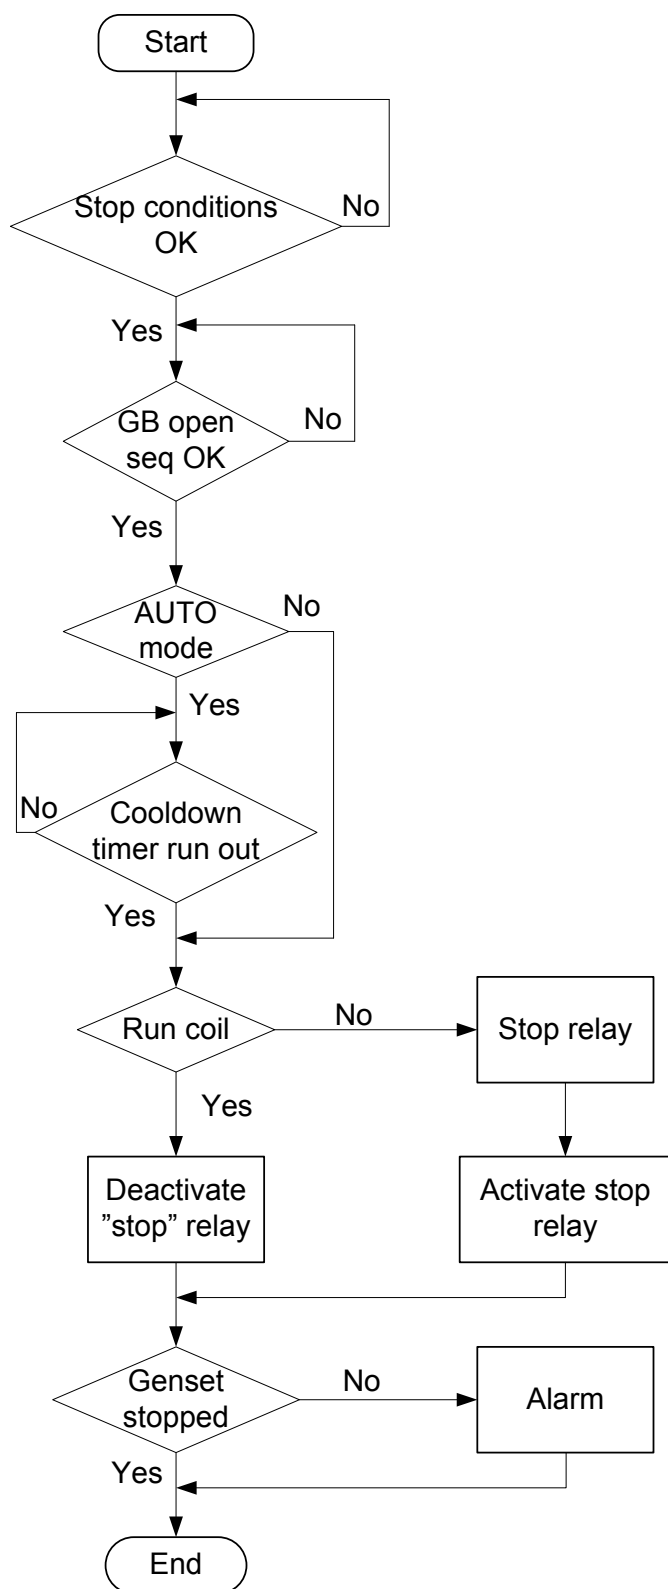 Start
Stop conditions
OK
No
Yes
GB open
seq OK
No
Yes
AUTO
mode
No
Yes
No
Cooldown
timer run out
Yes
Run coil
No
Stop relay
Yes
Deactivate
”stop” relay
Activate stop
relay
Genset
stopped
No
Alarm
Yes
End